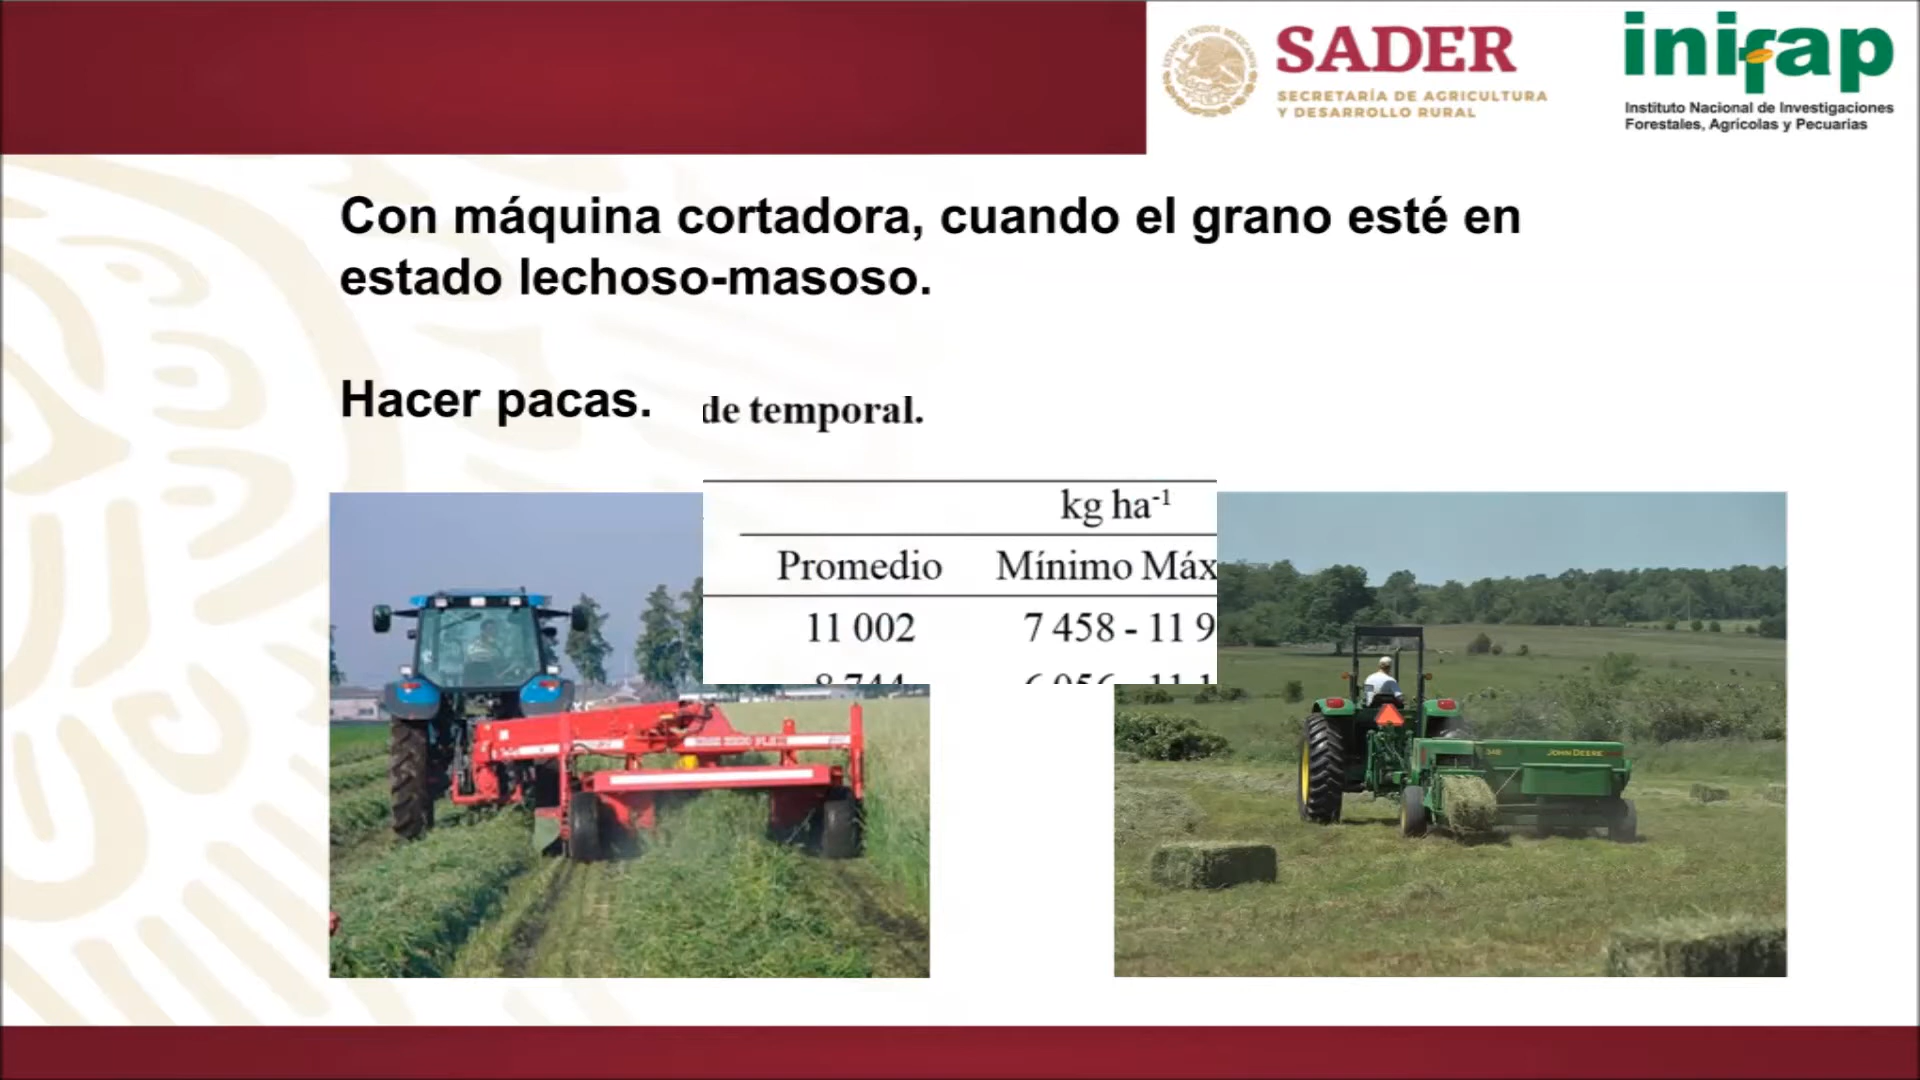 SADER
SECRETARÍA DE AGRICULTURA
Y DESARROLLO RURAL
inifap
Instituto Nacional de Investigaciones
Forestales, Agrícolas y Pecuarias
Con máquina cortadora, cuando el grano esté en
estado lechoso-masoso.
Hacer pacas.
de temporal.
kg ha⁻¹
Promedio Mínimo Máx
11 002 7 458 - 11 9
JOHN DEERE